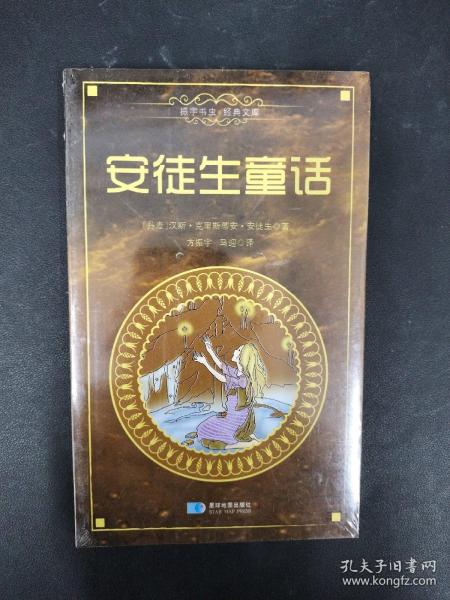 振宇书虫·经典文库
安徒生童话
[丹麦]汉斯·克里斯蒂安·安徒生◎著
方振宇 马迎◎译
星球地图出版社
STAR MAP PRESS
孔夫子旧书网
www.kongfz.com